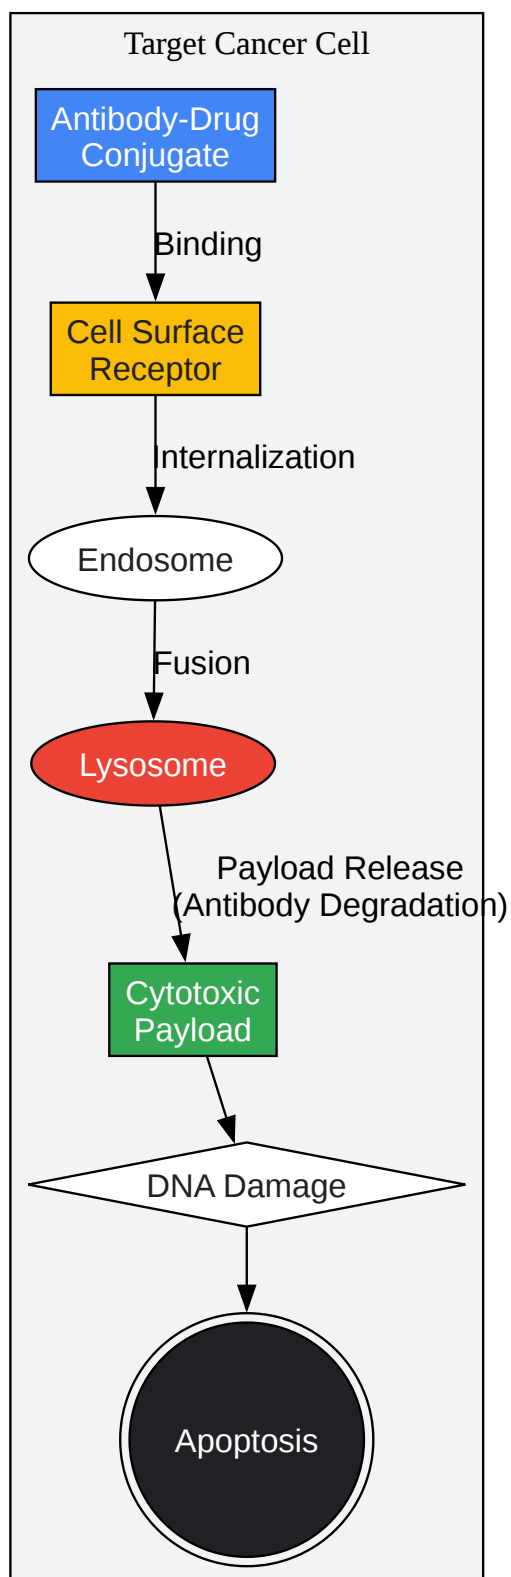 Target Cancer Cell
Antibody-Drug
Conjugate
Binding
Cell Surface
Receptor
Internalization
Endosome
Fusion
Lysosome
Payload Release
(Antibody Degradation)
Cytotoxic
Payload
DNA Damage
Apoptosis